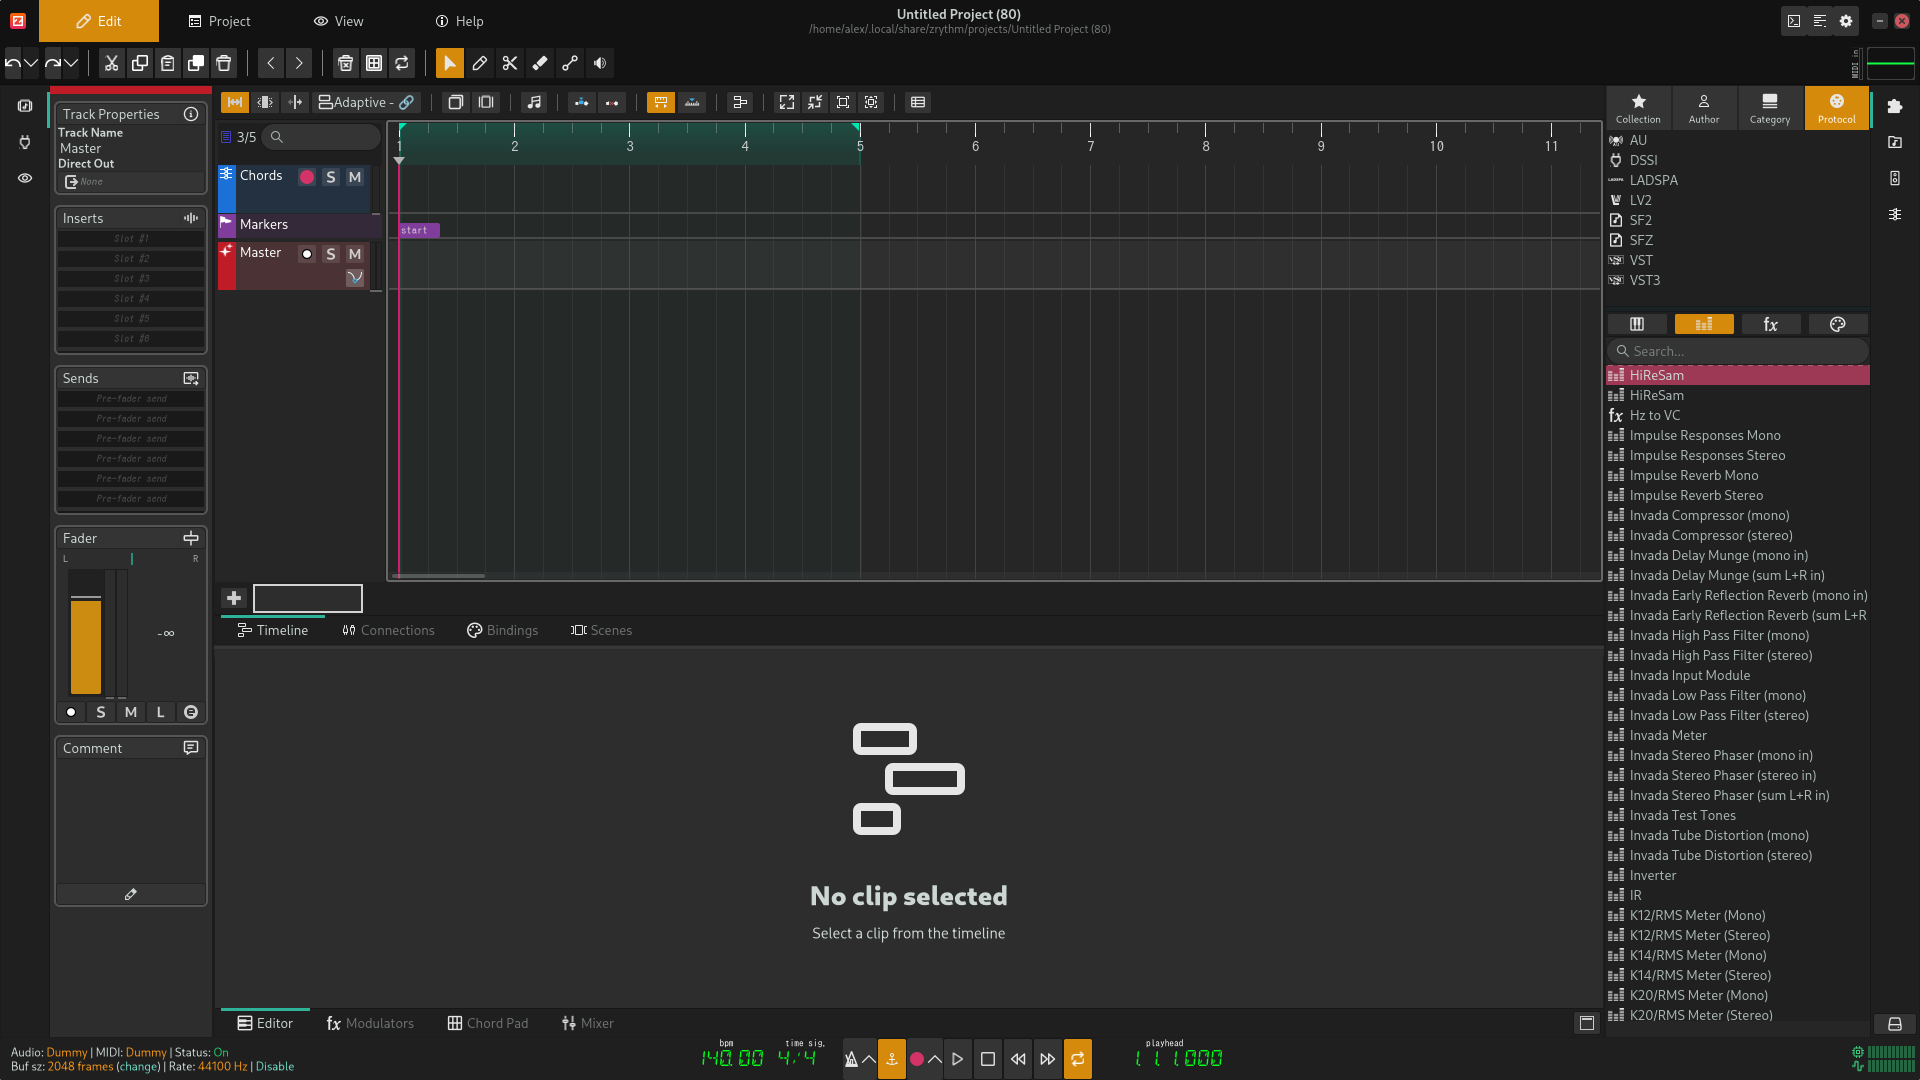 Edit
Project
View
Help
Untitled Project (80)
/home/alex/.local/share/zrythm/projects/Untitled Project (80)
MIDI in
Track Properties
Track Name
Master
Direct Out
None
Inserts
Slot #1
Slot #2
Slot #3
Slot #4
Slot #5
Slot #6
Sends
Pre-fader send
Pre-fader send
Pre-fader send
Pre-fader send
Pre-fader send
Pre-fader send
Fader
L R
-∞
S M L
Comment
Adaptive -
3/5
1 2 3 4 5 6 7 8 9 10 11
Chords S M
Markers
start
Master S M
Timeline
Connections
Bindings
Scenes
No clip selected
Select a clip from the timeline
Editor
Modulators
Chord Pad
Mixer
Collection
Author
Category
Protocol
AU
DSSI
LADSPA
LV2
SF2
SFZ
VST
VST3
Search...
HiReSam
HiReSam
Hz to VC
Impulse Responses Mono
Impulse Responses Stereo
Impulse Reverb Mono
Impulse Reverb Stereo
Invada Compressor (mono)
Invada Compressor (stereo)
Invada Delay Munge (mono in)
Invada Delay Munge (sum L+R in)
Invada Early Reflection Reverb (mono in)
Invada Early Reflection Reverb (sum L+R
Invada High Pass Filter (mono)
Invada High Pass Filter (stereo)
Invada Input Module
Invada Low Pass Filter (mono)
Invada Low Pass Filter (stereo)
Invada Meter
Invada Stereo Phaser (mono in)
Invada Stereo Phaser (stereo in)
Invada Stereo Phaser (sum L+R in)
Invada Test Tones
Invada Tube Distortion (mono)
Invada Tube Distortion (stereo)
Inverter
IR
K12/RMS Meter (Mono)
K12/RMS Meter (Stereo)
K14/RMS Meter (Mono)
K14/RMS Meter (Stereo)
K20/RMS Meter (Mono)
K20/RMS Meter (Stereo)
Audio: Dummy | MIDI: Dummy | Status: On
Buf sz: 2048 frames (change) | Rate: 44100 Hz | Disable
bpm
140.00
time sig.
4/4
playhead
1.1.1.000